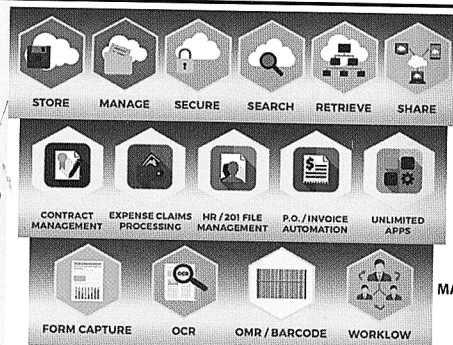 STORE MANAGE SECURE SEARCH RETRIEVE SHARE
CONTRACT MANAGEMENT EXPENSE CLAIMS PROCESSING HR / 201 FILE MANAGEMENT P.O. / INVOICE AUTOMATION UNLIMITED APPS
OCR
MA
FORM CAPTURE OCR OMR / BARCODE WORKLOW